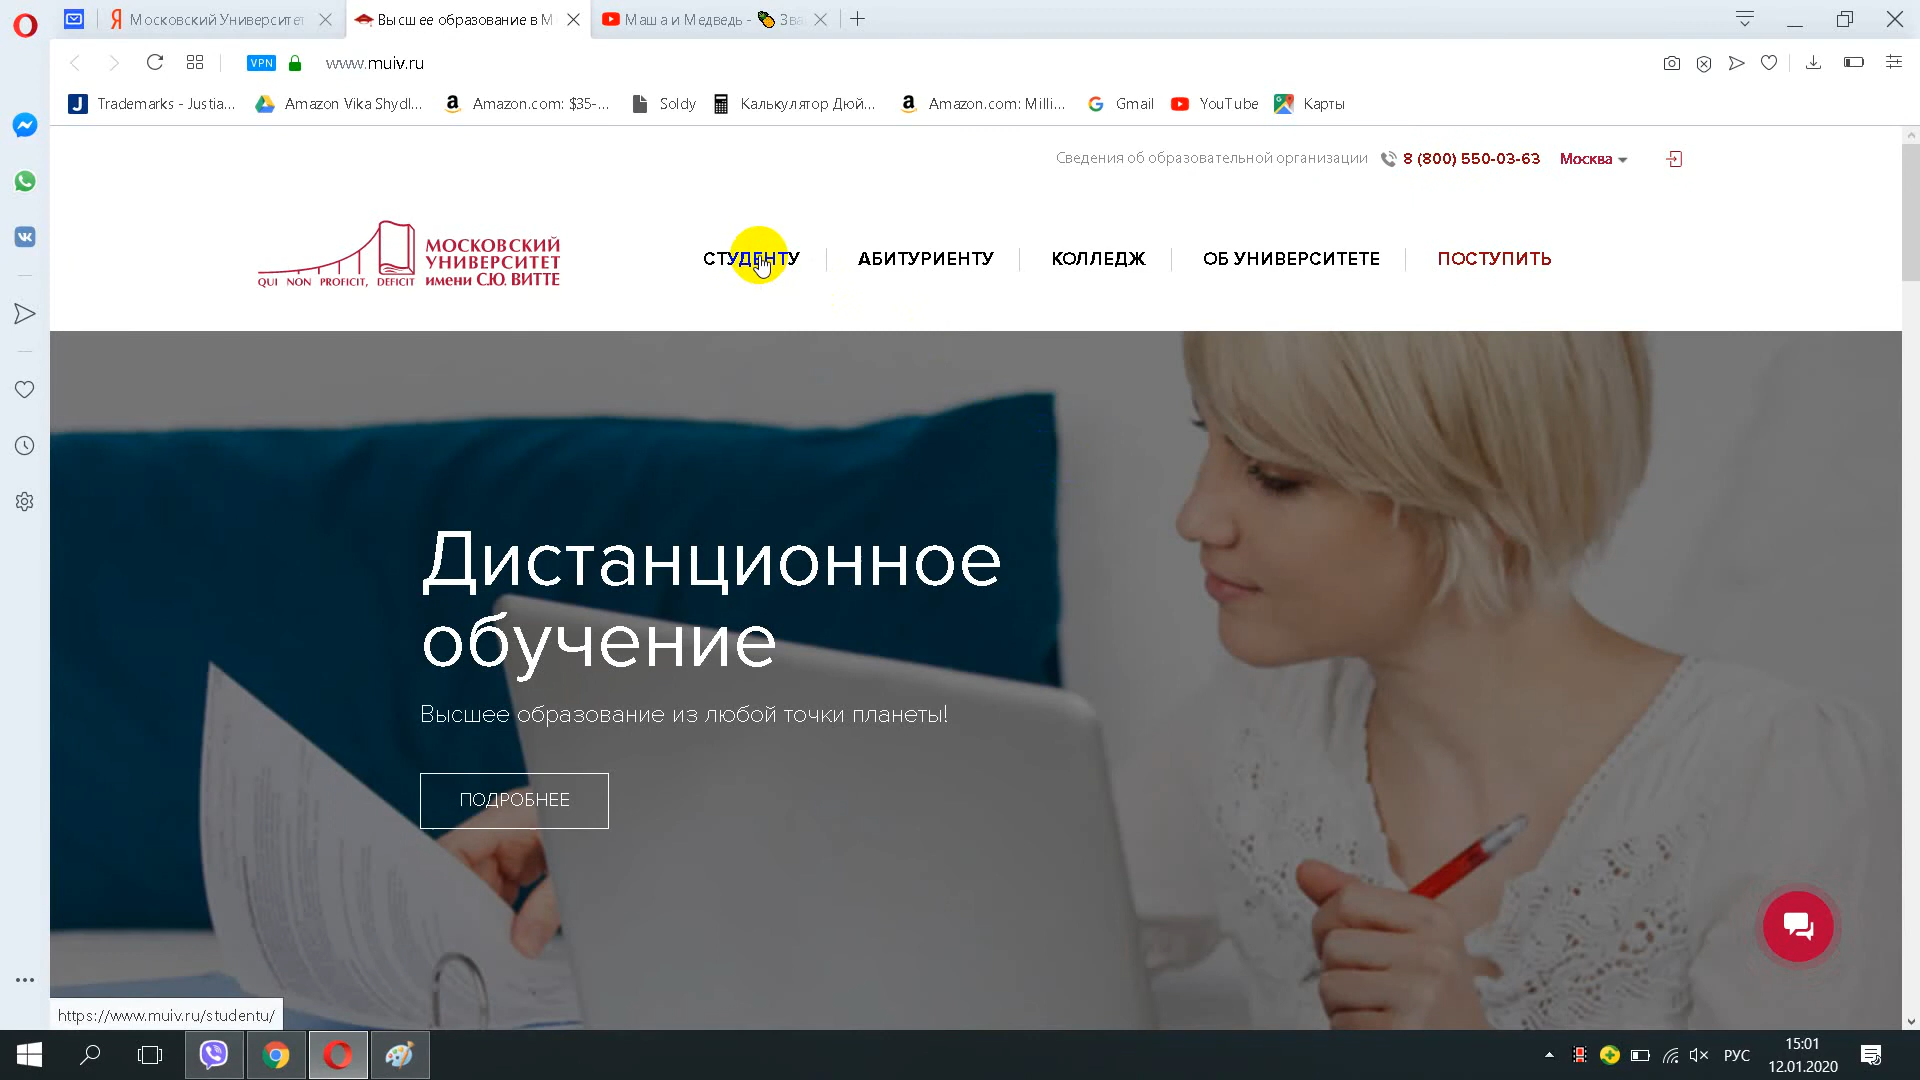 Московский Университет
Высшее образование в М
Маша и Медведь - Зва
VPN
www.muiv.ru
Trademarks - Justia...
Amazon Vika Shydl...
Amazon.com: $35-...
Soldy
Калькулятор Дюй...
Amazon.com: Milli...
Gmail
YouTube
Карты
Сведения об образовательной организации
8 (800) 550-03-63
Москва
МОСКОВСКИЙ
УНИВЕРСИТЕТ
имени С.Ю. ВИТТЕ
QUI NON PROFICIT, DEFICIT
СТУДЕНТУ
АБИТУРИЕНТУ
КОЛЛЕДЖ
ОБ УНИВЕРСИТЕТЕ
ПОСТУПИТЬ
Дистанционное
обучение
Высшее образование из любой точки планеты!
ПОДРОБНЕЕ
https://www.muiv.ru/studentu/
РУС
15:01
12.01.2020